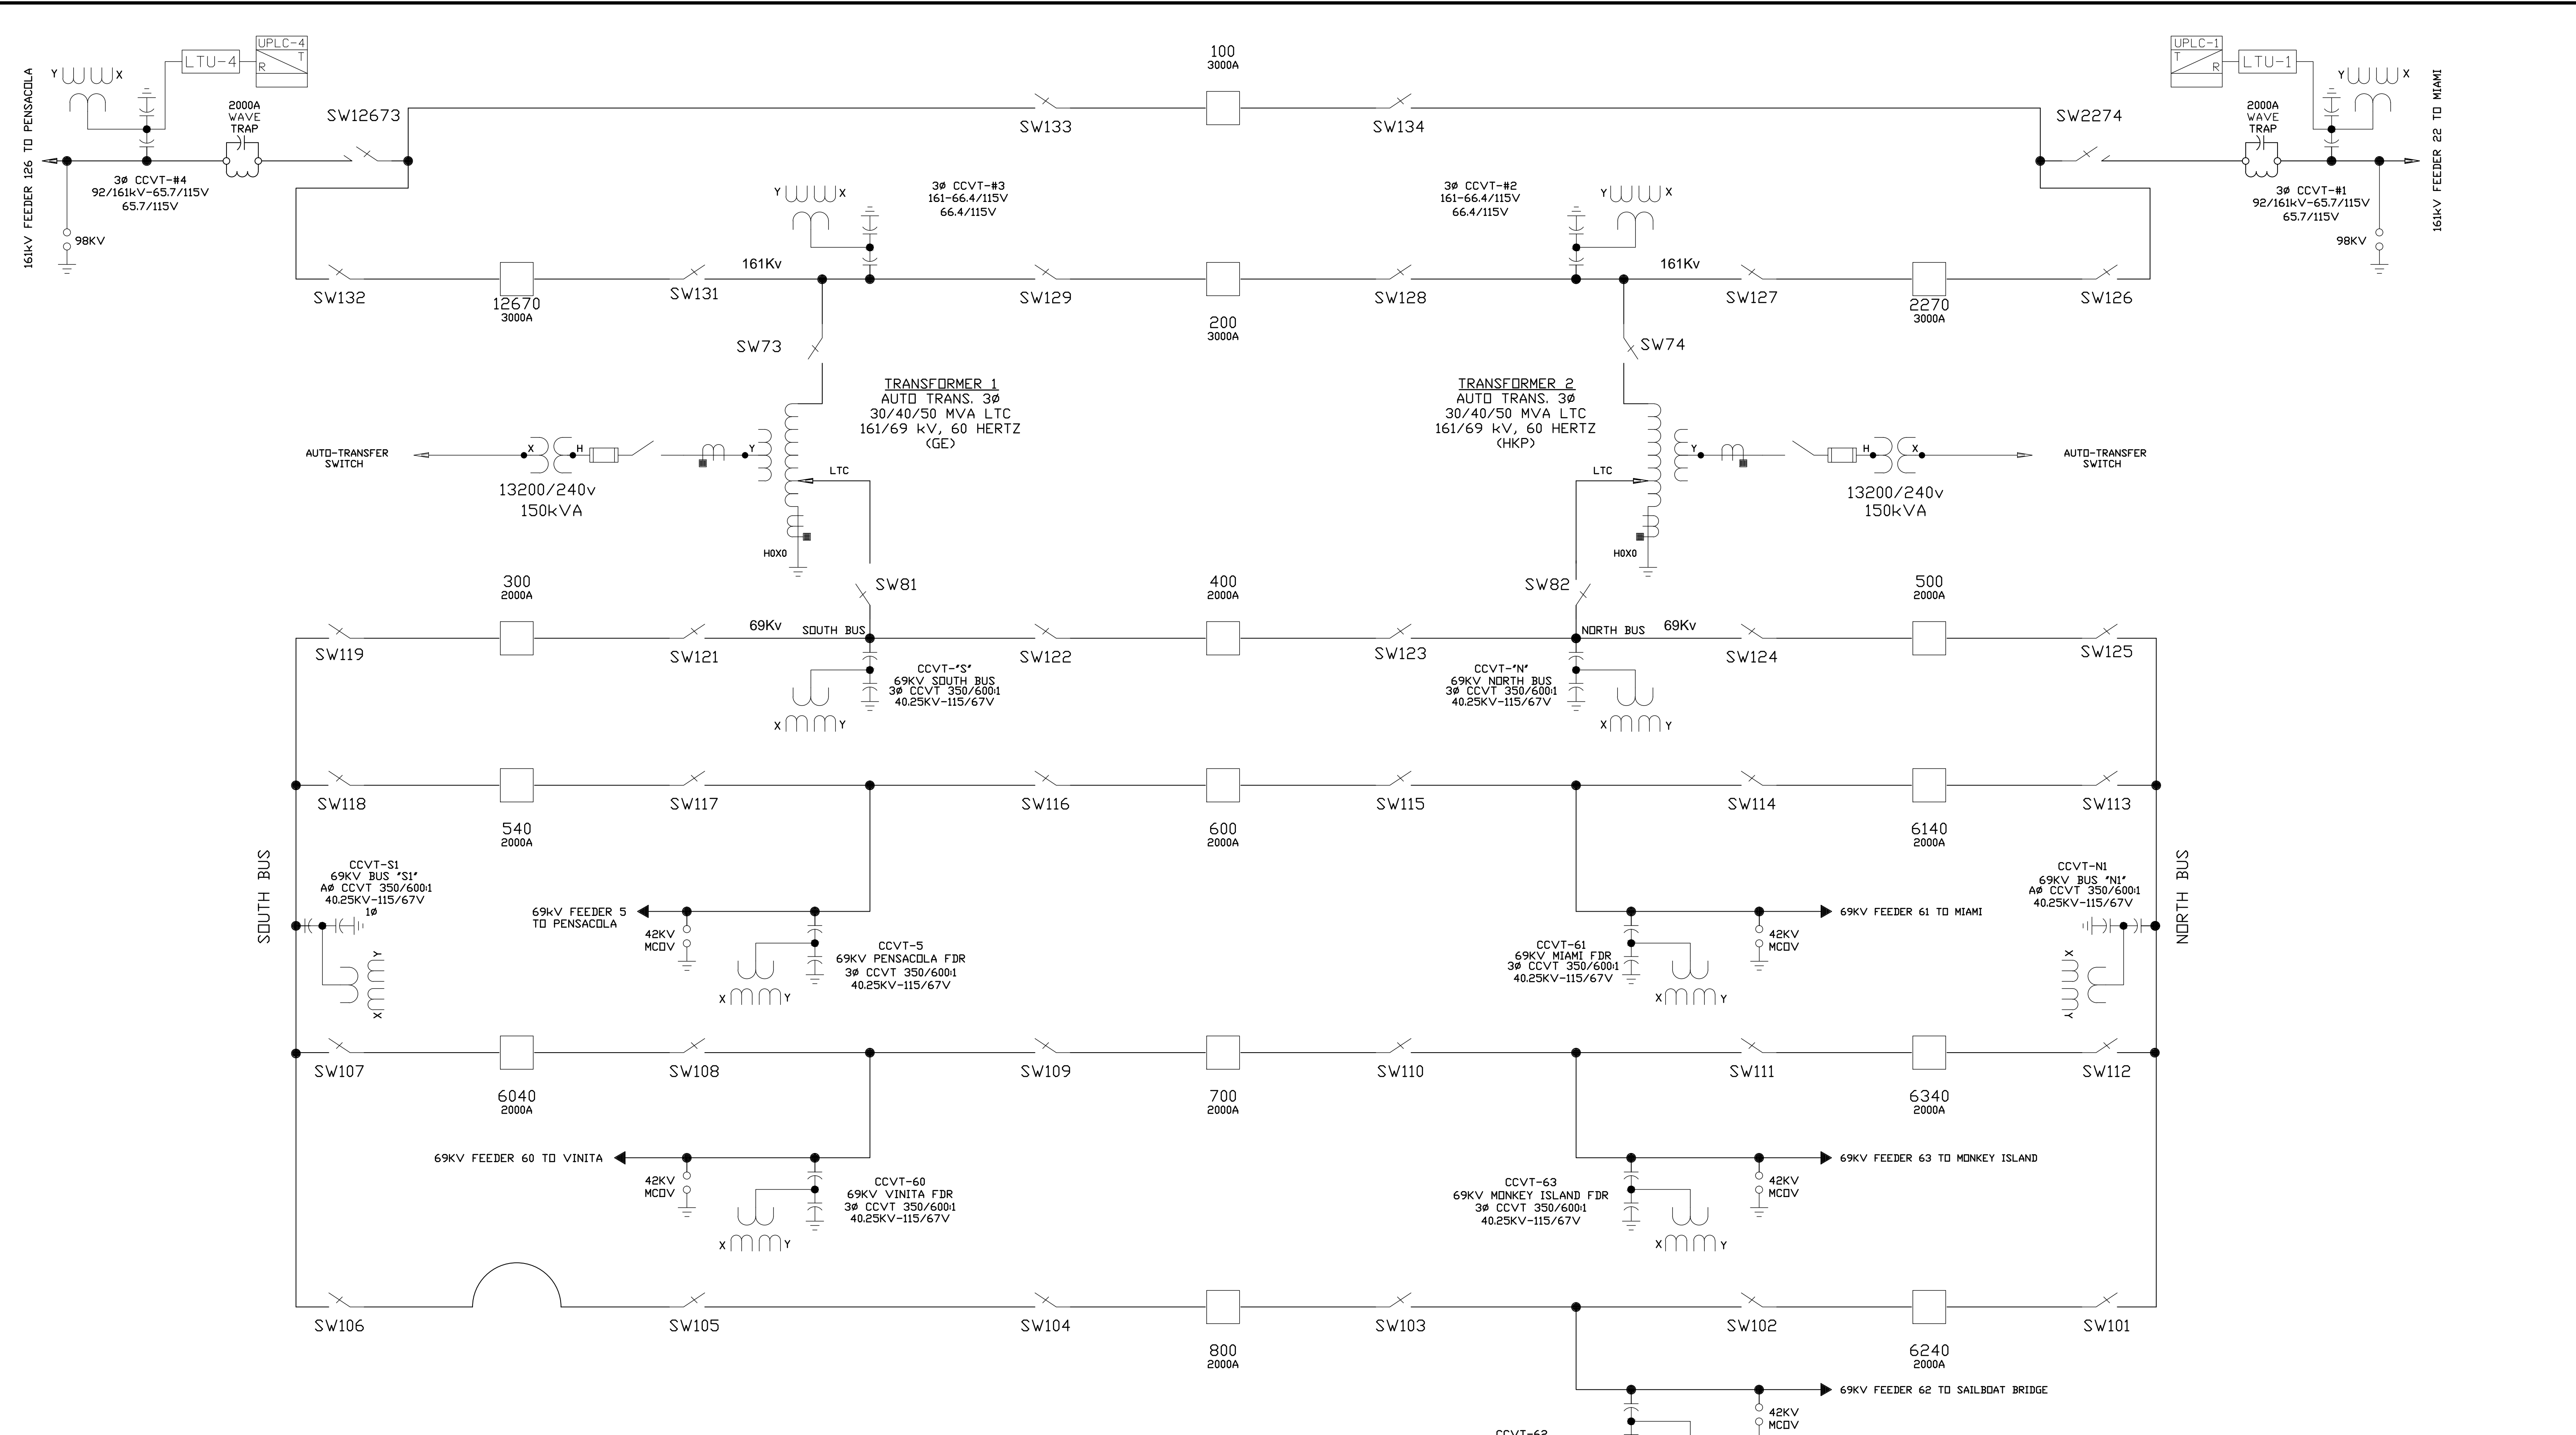 UPLC-4
T
R
LTU-4
Y
X
161kV FEEDER 126 TO PENSACOLA
2000A
WAVE
TRAP
SW12673
3Ø CCVT-#4
92/161kV-65.7/115V
65.7/115V
98KV
100
3000A
SW133
SW134
UPLC-1
T
R
LTU-1
Y
X
161kV FEEDER 22 TO MIAMI
SW2274
2000A
WAVE
TRAP
3Ø CCVT-#1
92/161kV-65.7/115V
65.7/115V
98KV
Y
X
3Ø CCVT-#3
161-66.4/115V
66.4/115V
3Ø CCVT-#2
161-66.4/115V
66.4/115V
Y
X
SW132
12670
3000A
SW131
161Kv
SW129
200
3000A
SW128
161Kv
SW127
2270
3000A
SW126
SW73
SW74
TRANSFORMER 1
AUTO TRANS. 3Ø
30/40/50 MVA LTC
161/69 kV, 60 HERTZ
(GE)
TRANSFORMER 2
AUTO TRANS. 3Ø
30/40/50 MVA LTC
161/69 kV, 60 HERTZ
(HKP)
AUTO-TRANSFER
SWITCH
X
H
Y
13200/240v
150kVA
LTC
H0X0
LTC
H0X0
Y
H
X
13200/240v
150kVA
AUTO-TRANSFER
SWITCH
SW81
SW82
300
2000A
400
2000A
500
2000A
SW119
SW121
69Kv
SOUTH BUS
SW122
SW123
NORTH BUS
69Kv
SW124
SW125
CCVT-"S"
69KV SOUTH BUS
3Ø CCVT 350/600:1
40.25KV-115/67V
X
Y
CCVT-"N"
69KV NORTH BUS
3Ø CCVT 350/600:1
40.25KV-115/67V
X
Y
SW118
540
2000A
SW117
SW116
600
2000A
SW115
SW114
6140
2000A
SW113
SOUTH BUS
CCVT-S1
69KV BUS "S1"
AØ CCVT 350/600:1
40.25KV-115/67V
1Ø
Y
X
69kV FEEDER 5
TO PENSACOLA
42KV
MCOV
CCVT-5
69KV PENSACOLA FDR
3Ø CCVT 350/600:1
40.25KV-115/67V
X
Y
69KV FEEDER 61 TO MIAMI
CCVT-61
69KV MIAMI FDR
3Ø CCVT 350/600:1
40.25KV-115/67V
42KV
MCOV
X
Y
CCVT-N1
69KV BUS "N1"
AØ CCVT 350/600:1
40.25KV-115/67V
X
Y
NORTH BUS
SW107
6040
2000A
SW108
SW109
700
2000A
SW110
SW111
6340
2000A
SW112
69KV FEEDER 60 TO VINITA
42KV
MCOV
CCVT-60
69KV VINITA FDR
3Ø CCVT 350/600:1
40.25KV-115/67V
X
Y
69KV FEEDER 63 TO MONKEY ISLAND
CCVT-63
69KV MONKEY ISLAND FDR
3Ø CCVT 350/600:1
40.25KV-115/67V
42KV
MCOV
X
Y
SW106
SW105
SW104
800
2000A
SW103
SW102
6240
2000A
SW101
69KV FEEDER 62 TO SAILBOAT BRIDGE
42KV
MCOV
CCVT-62